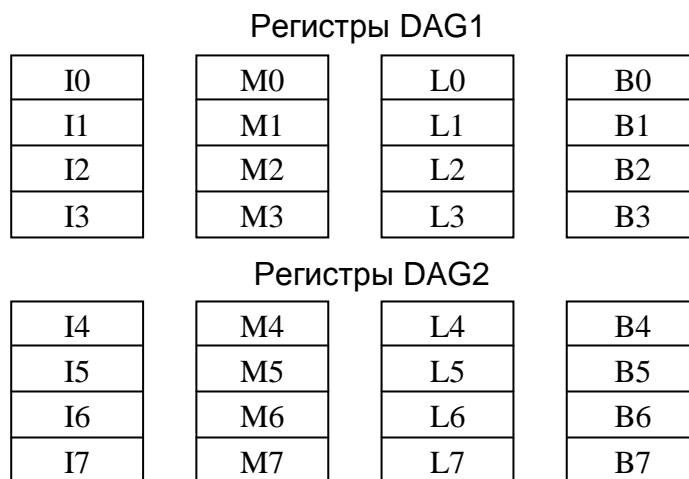 Регистры DAG1
I0 M0 L0 B0
I1 M1 L1 B1
I2 M2 L2 B2
I3 M3 L3 B3
Регистры DAG2
I4 M4 L4 B4
I5 M5 L5 B5
I6 M6 L6 B6
I7 M7 L7 B7